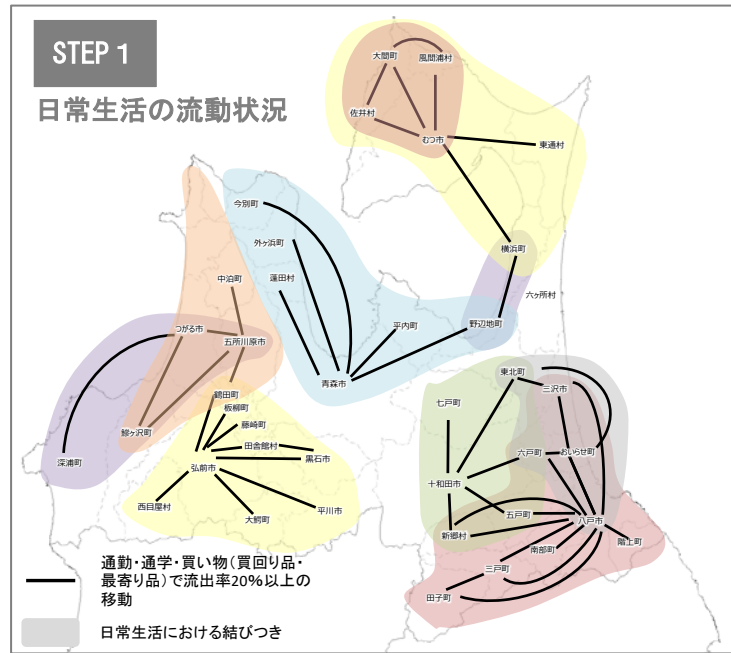 STEP 1
日常生活の流動状況
大間町
風間浦村
佐井村
むつ市
東通村
今別町
外ヶ浜町
蓬田村
横浜町
六ヶ所村
中泊町
つがる市
五所川原市
平内町
野辺地町
青森市
鶴田町
板柳町
藤崎町
田舎館村
黒石市
鰺ヶ沢町
深浦町
弘前市
西目屋村
大鰐町
平川市
東北町
三沢市
七戸町
六戸町
おいらせ町
十和田市
五戸町
八戸市
新郷村
南部町
階上町
三戸町
田子町
通勤・通学・買い物(買回り品・
最寄り品)で流出率20%以上の
移動
日常生活における結びつき